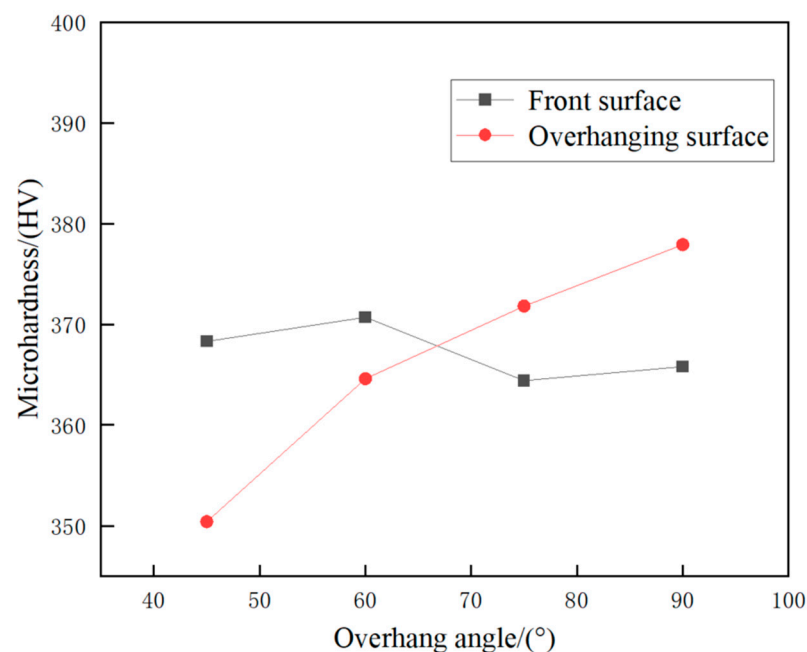 400
390
380
370
360
350
Microhardness/(HV)
Front surface
Overhanging surface
40 50 60 70 80 90 100
Overhang angle/(°)